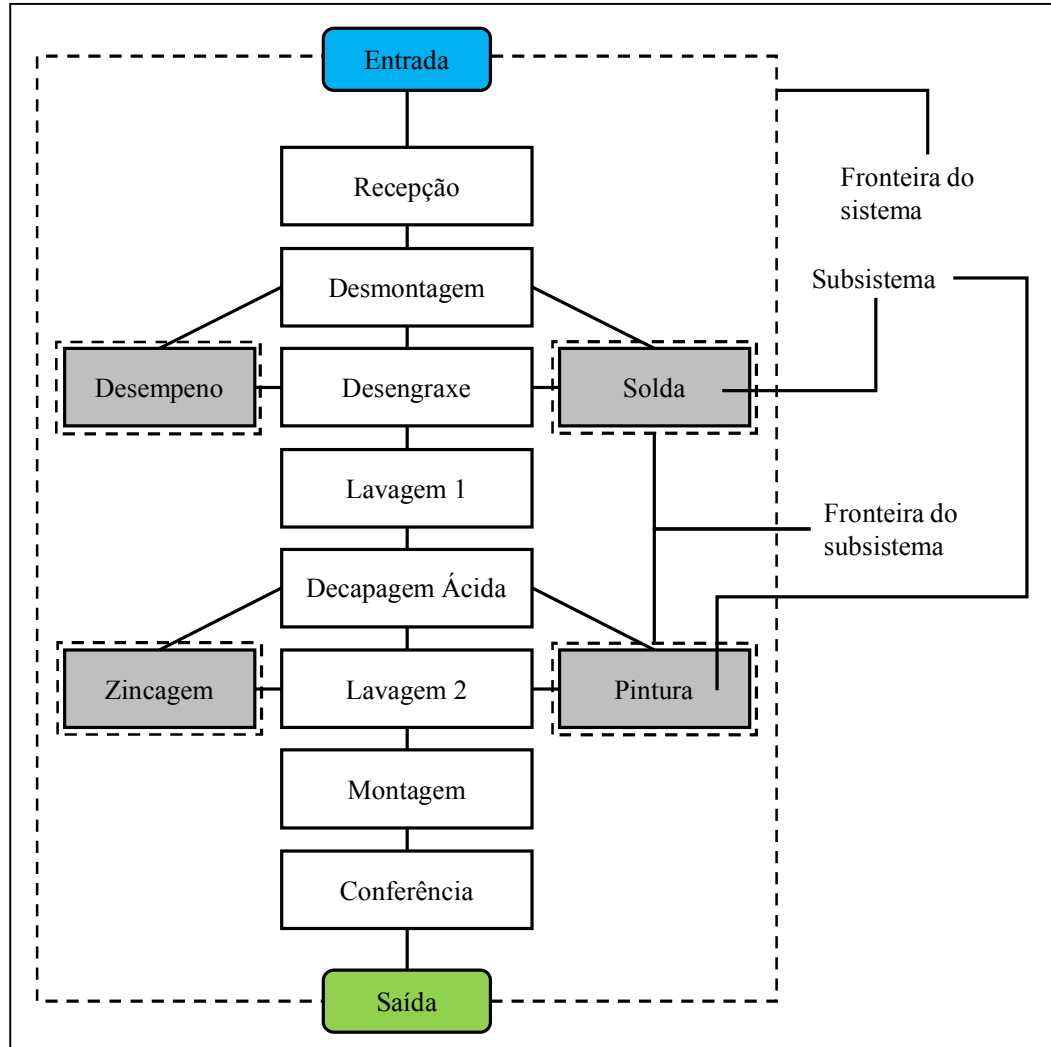 Entrada
Recepção
Fronteira do
sistema
Desmontagem
Subsistema
Desempeno
Desengraxe
Solda
Lavagem 1
Fronteira do
subsistema
Decapagem Ácida
Zincagem
Lavagem 2
Pintura
Montagem
Conferência
Saída